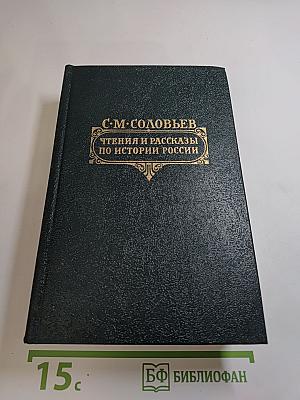 С·М·СОЛОВЬЕВ
ЧТЕНИЯ И РАССКАЗЫ
ПО ИСТОРИИ РОССИИ
15с
БФ БИБЛИОФАН